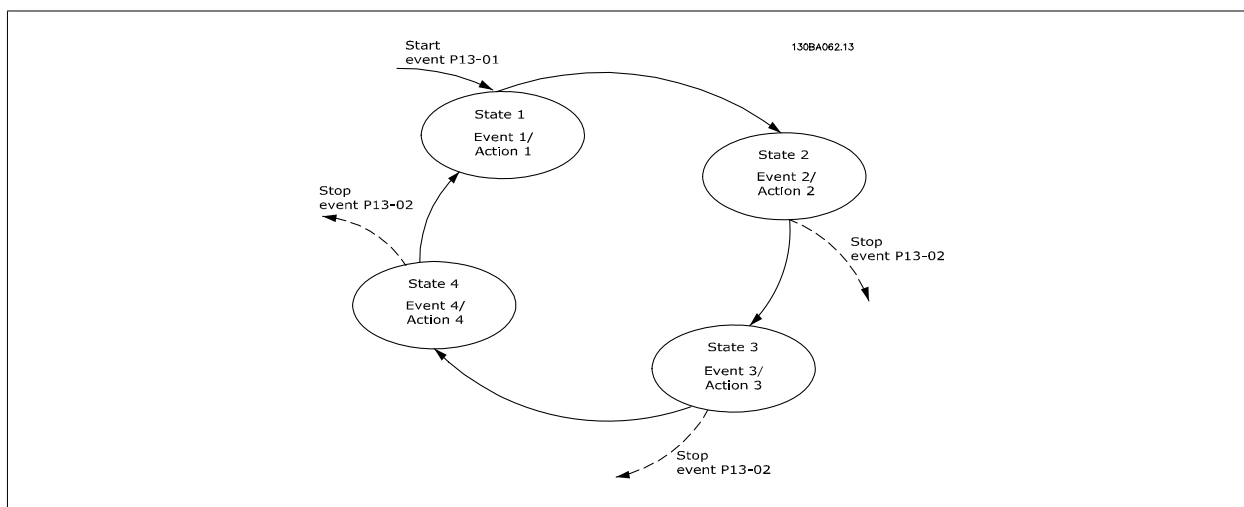 Start
event P13-01
130BA062.13
State 1
Event 1/
Action 1
State 2
Event 2/
Action 2
Stop
event P13-02
Stop
event P13-02
State 4
Event 4/
Action 4
State 3
Event 3/
Action 3
Stop
event P13-02